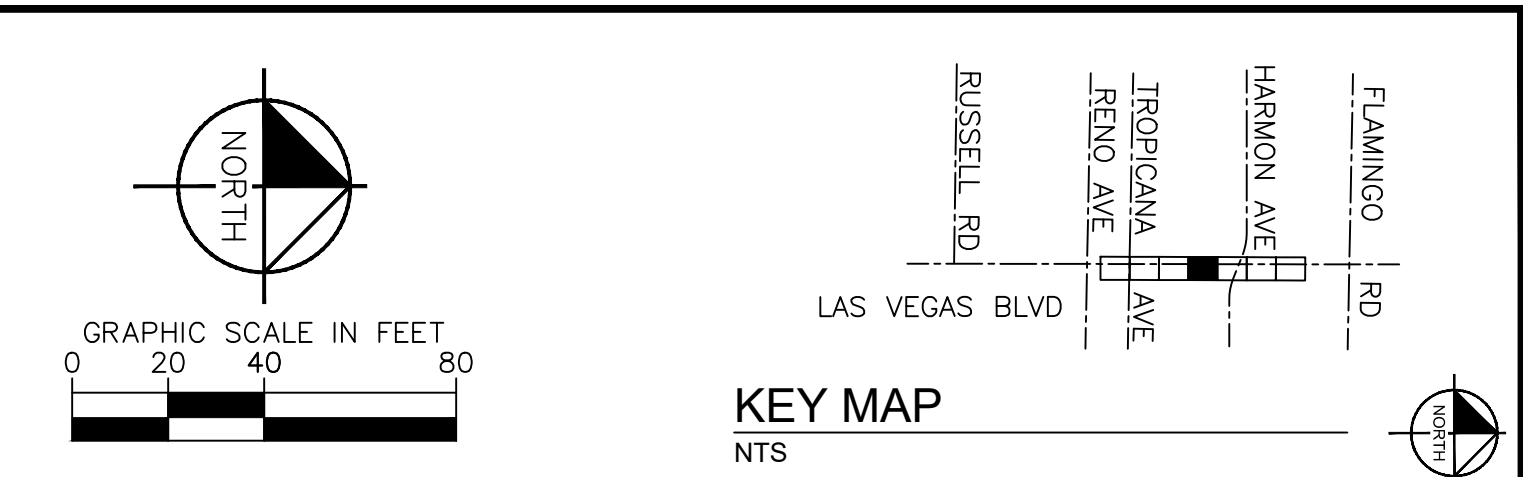 NORTH
GRAPHIC SCALE IN FEET
0 20 40 80
RUSSELL RD
RENO AVE
TROPICANA AVE
HARMON AVE
FLAMINGO RD
LAS VEGAS BLVD
KEY MAP
NTS
NORTH